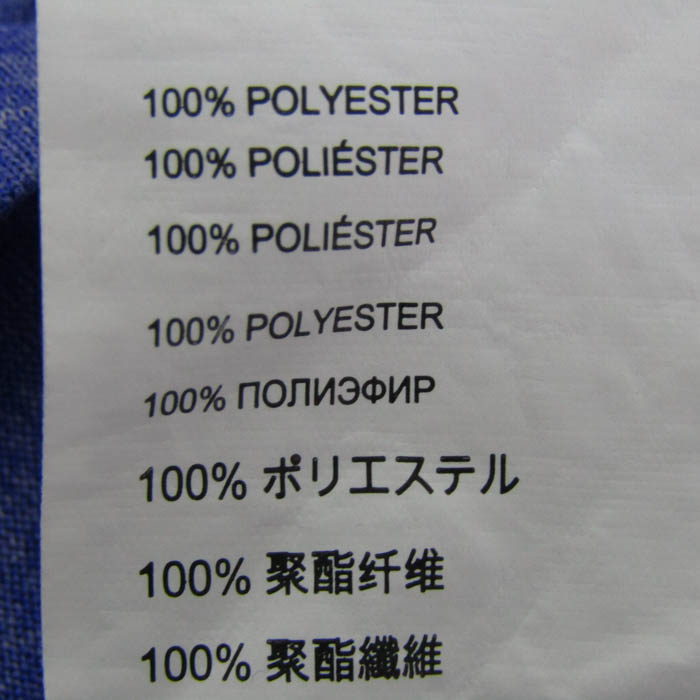 100% POLYESTER
100% POLIÉSTER
100% POLIÉSTER
100% POLYESTER
100% ПОЛИЭФИР
100% ポリエステル
100% 聚酯纤维
100% 聚酯纖維